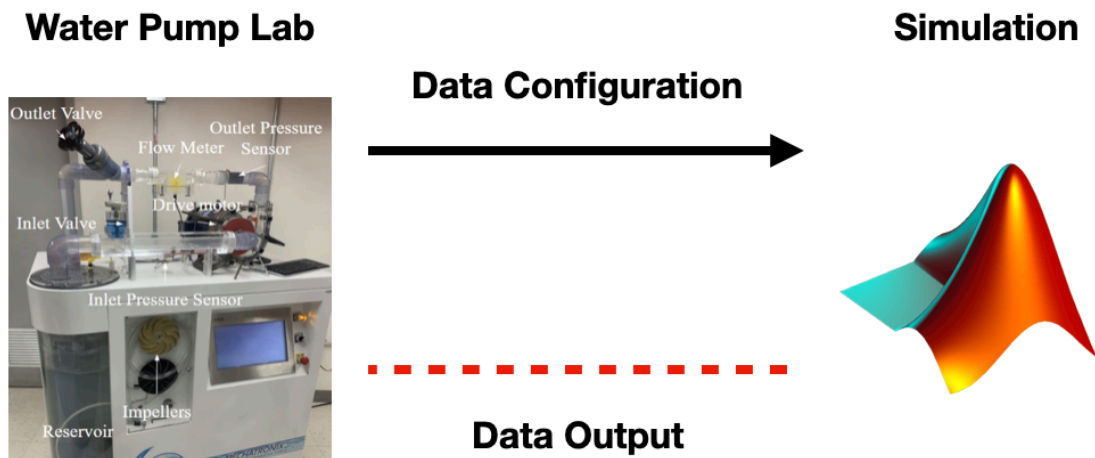 Water Pump Lab
Simulation
Data Configuration
Outlet Valve
Outlet Pressure
Sensor
Flow Meter
Drive motor
Inlet Valve
Inlet Pressure Sensor
Impellers
Reservoir
Data Output